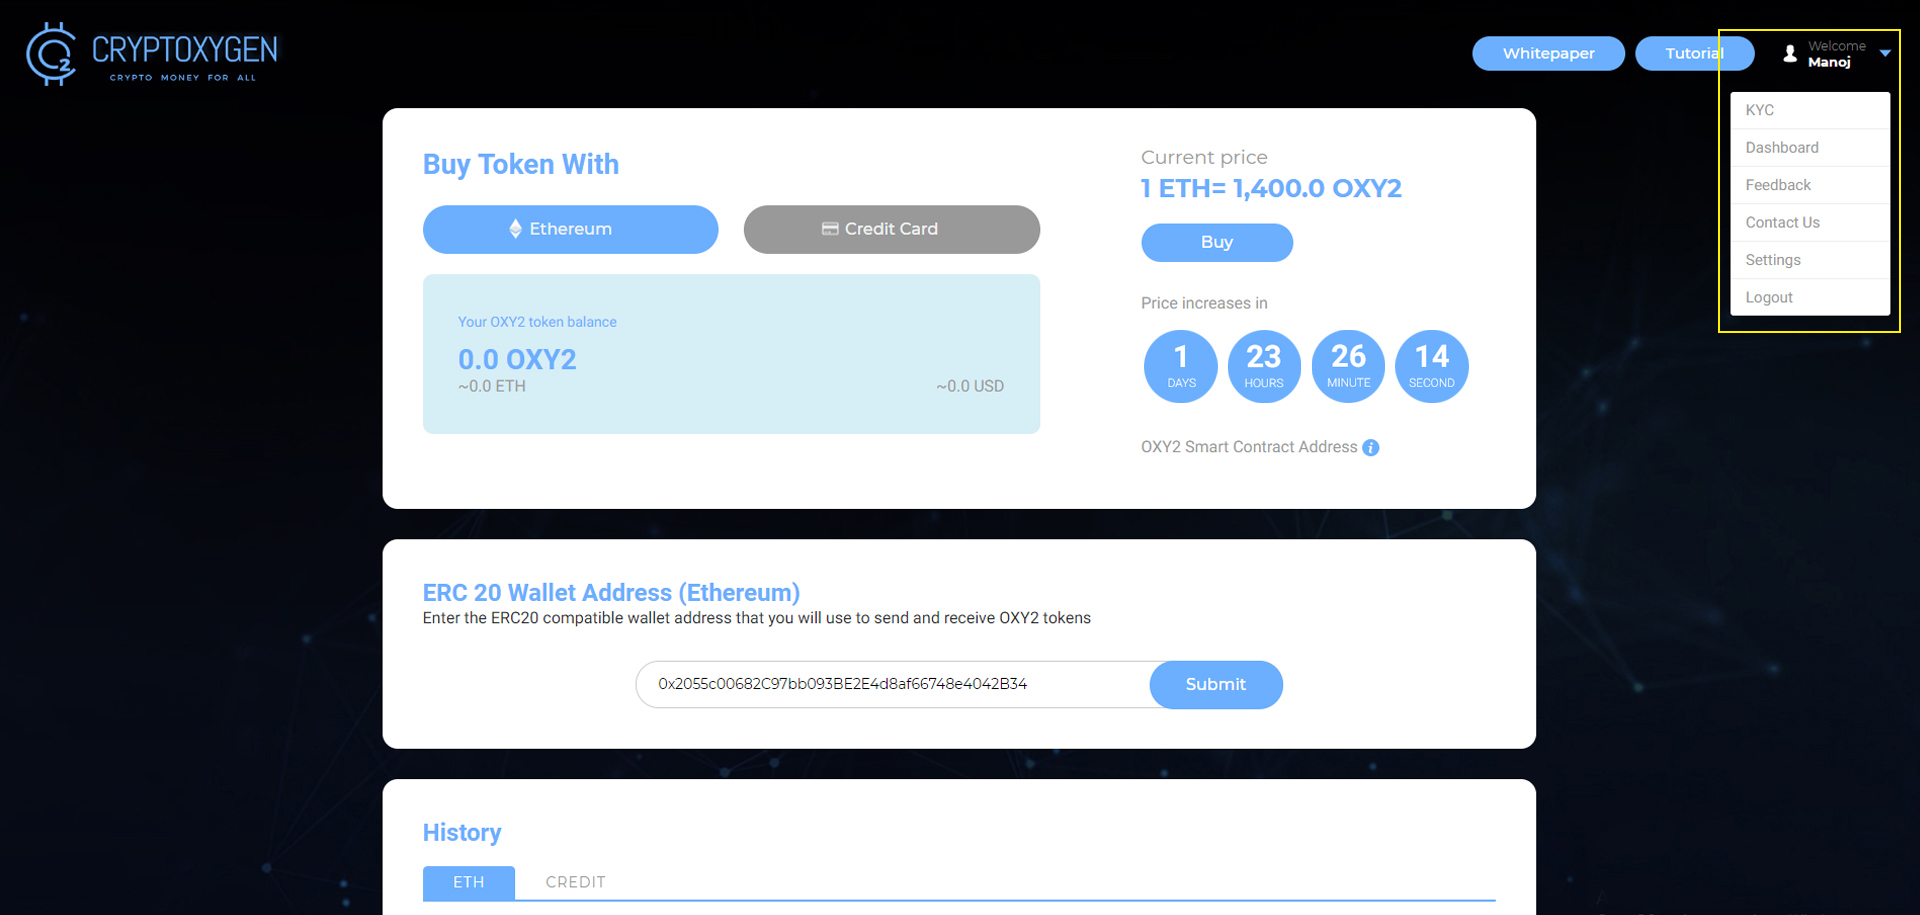 CRYPTOXYGEN
CRYPTO MONEY FOR ALL
Whitepaper
Tutorial
Welcome
Manoj
KYC
Dashboard
Feedback
Contact Us
Settings
Logout
Buy Token With
Ethereum
Credit Card
Your OXY2 token balance
0.0 OXY2
~0.0 ETH
~0.0 USD
Current price
1 ETH= 1,400.0 OXY2
Buy
Price increases in
1 23 26 14
DAYS HOURS MINUTE SECOND
OXY2 Smart Contract Address
ERC 20 Wallet Address (Ethereum)
Enter the ERC20 compatible wallet address that you will use to send and receive OXY2 tokens
0x2055c00682C97bb093BE2E4d8af66748e4042B34
Submit
History
ETH
CREDIT